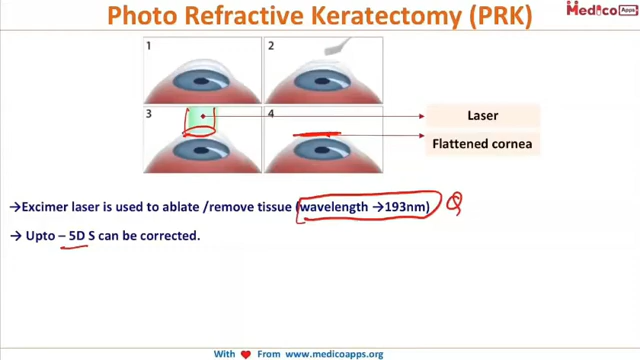 Photo Refractive Keratectomy (PRK)
Medico Apps
1
2
3
4
Laser
Flattened cornea
→Excimer laser is used to ablate /remove tissue (wavelength →193nm) Q
→ Upto – 5D S can be corrected.
With ❤ From www.medicoapps.org